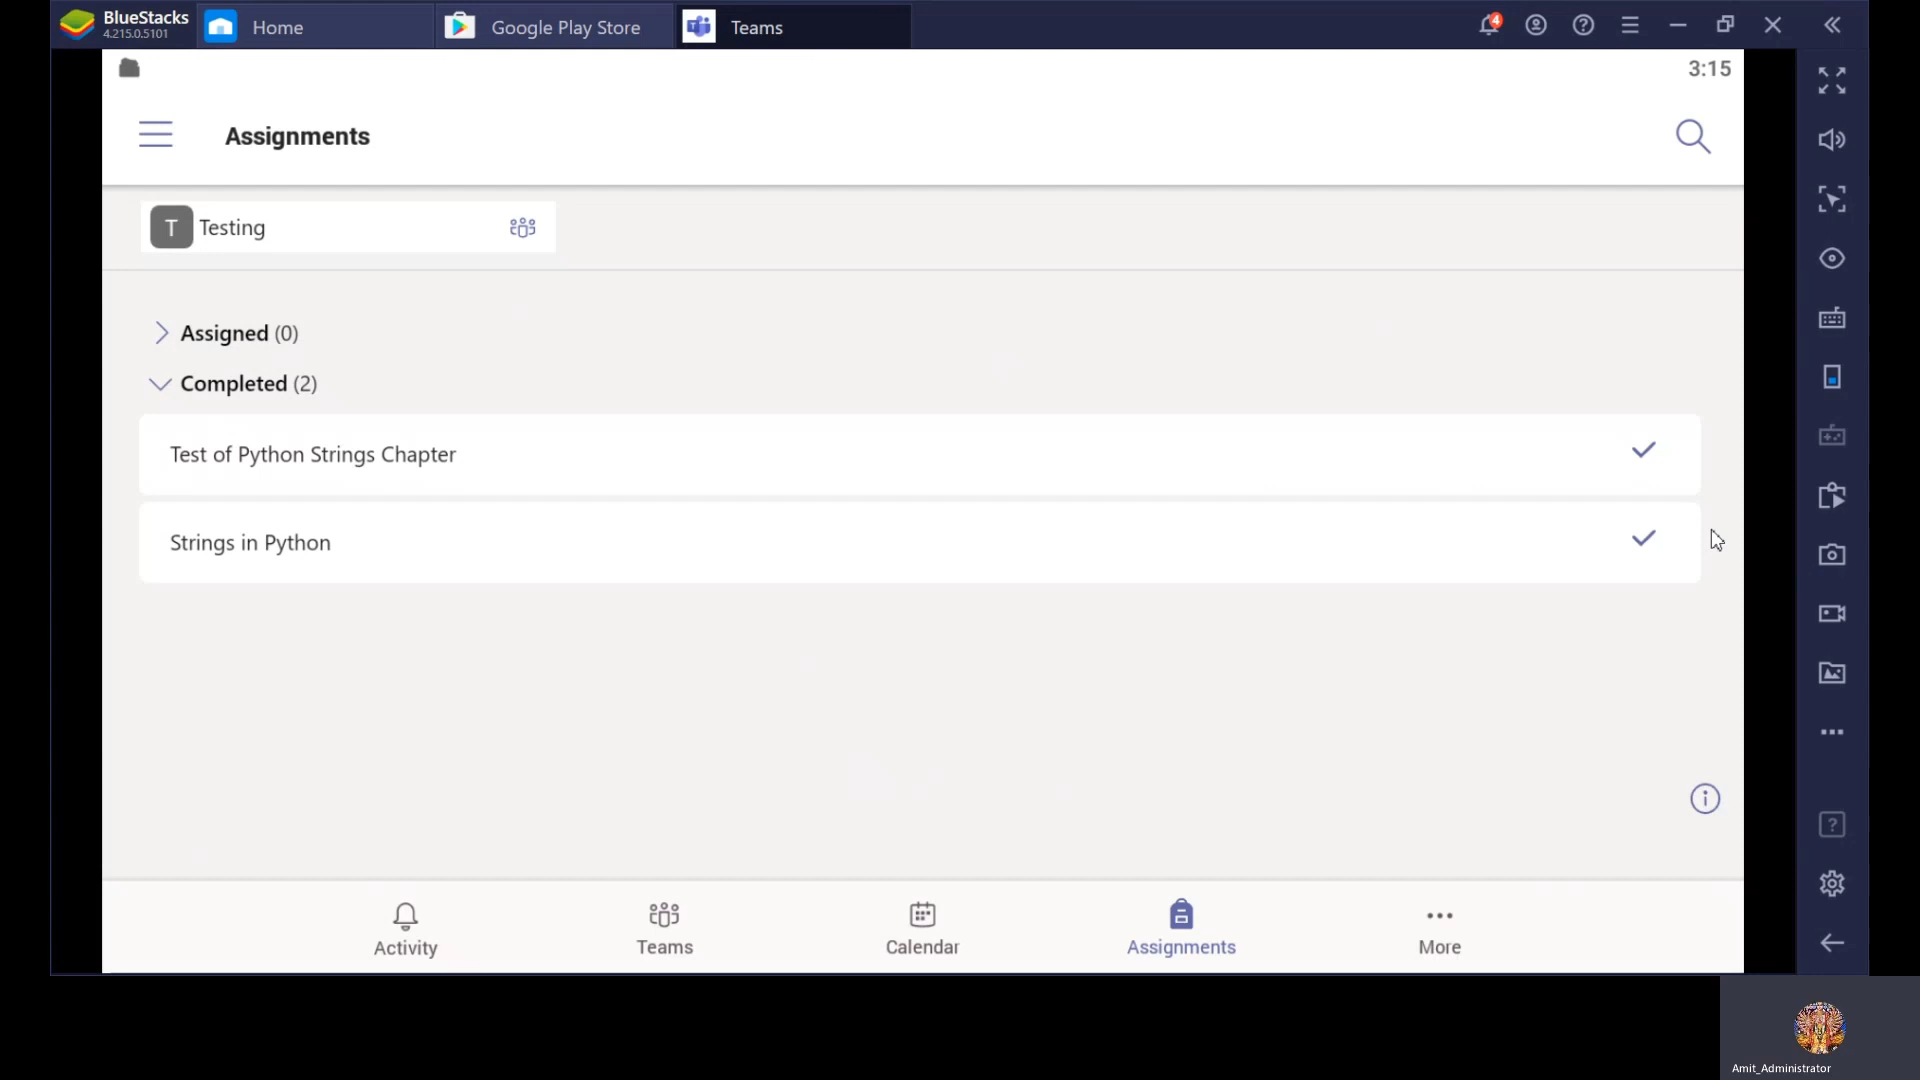 BlueStacks
4.215.0.5101
Home
Google Play Store
Teams
4
3:15
Assignments
T Testing
Assigned (0)
Completed (2)
Test of Python Strings Chapter
Strings in Python
Activity
Teams
Calendar
Assignments
More
Amit_Administrator